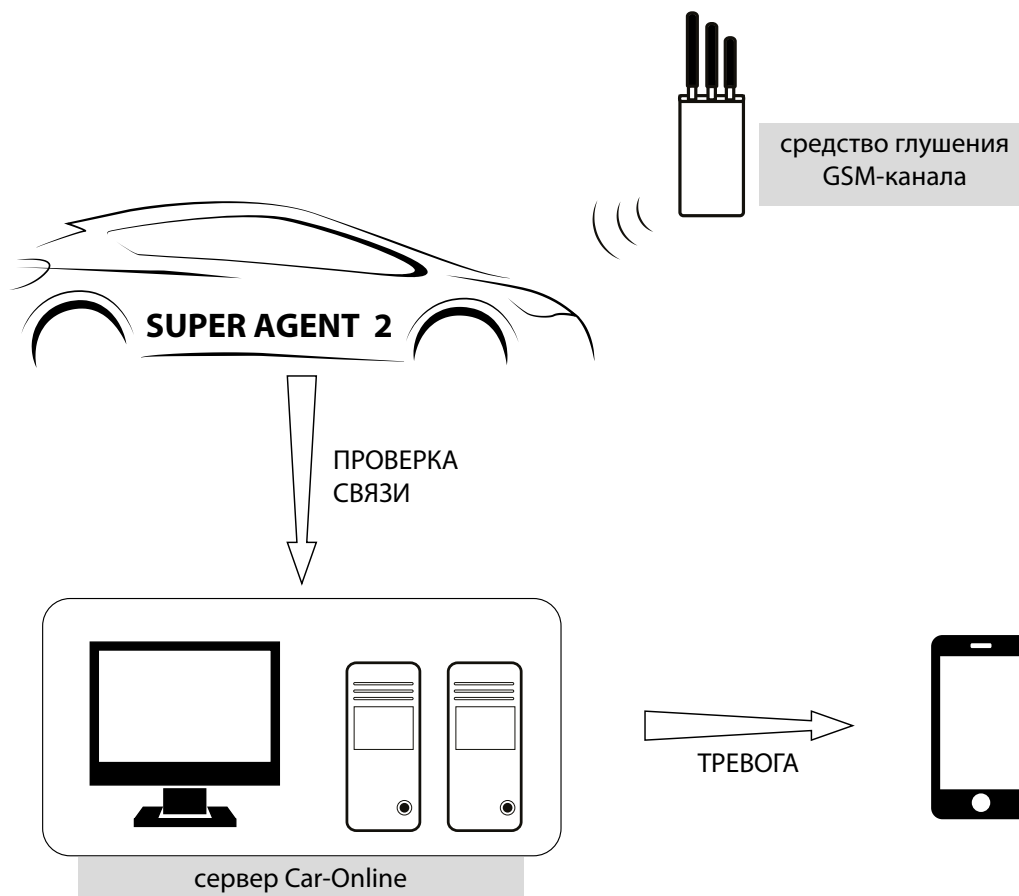 средство глушения
GSM-канала
SUPER AGENT 2
ПРОВЕРКА
СВЯЗИ
ТРЕВОГА
сервер Car-Online